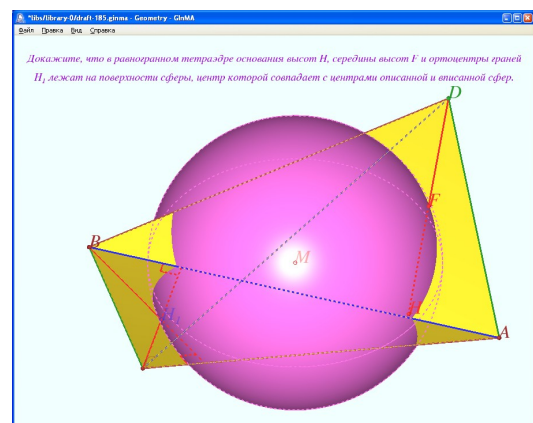 *libs/library-0/draft-185.ginma - Geometry - GInMA
Файл Правка Вид Справка
Докажите, что в равногранном тетраэдре основания высот H, середины высот F и ортоцентры граней
H₁ лежат на поверхности сферы, центр которой совпадает с центрами описанной и вписанной сфер.
D
F
B
M
A